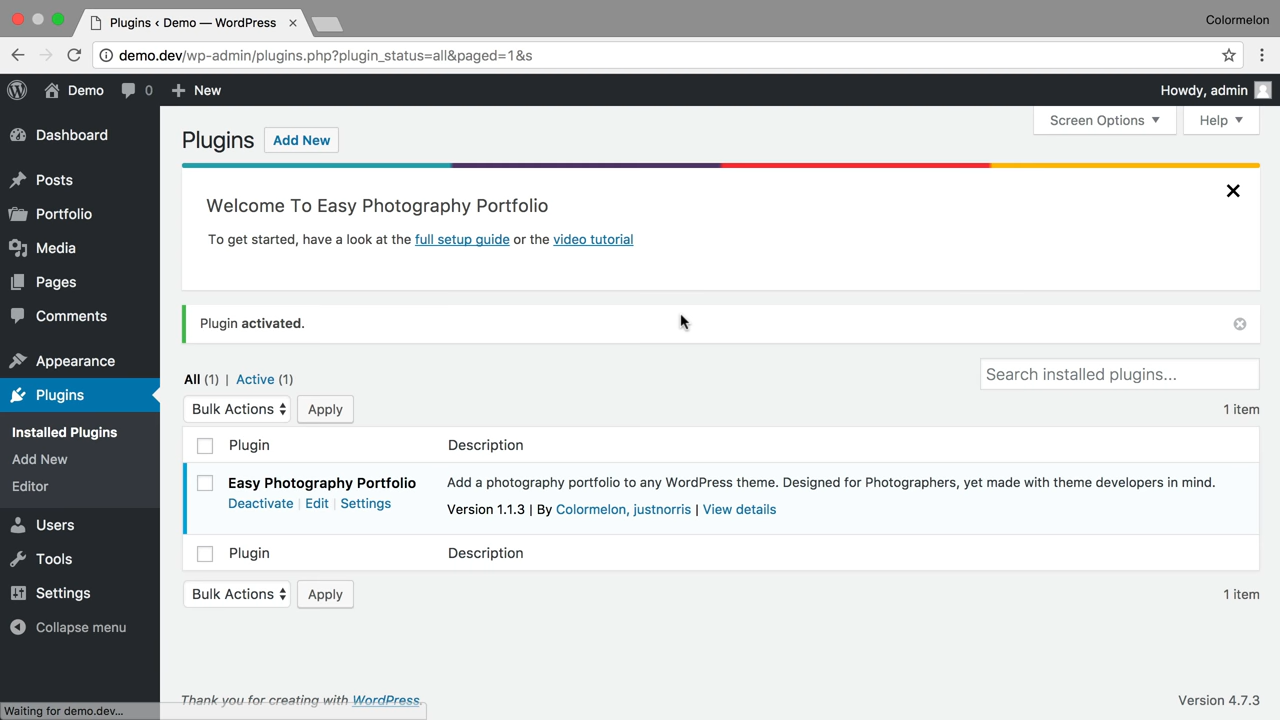 Plugins ‹ Demo — WordPress
Colormelon
demo.dev/wp-admin/plugins.php?plugin_status=all&paged=1&s
Demo 0 New Howdy, admin
Screen Options Help
Plugins Add New
Dashboard
Posts
Portfolio
Media
Pages
Comments
Appearance
Plugins
Installed Plugins
Add New
Editor
Users
Tools
Settings
Collapse menu
Welcome To Easy Photography Portfolio
To get started, have a look at the full setup guide or the video tutorial
Plugin activated.
All (1) | Active (1)
Search installed plugins...
Bulk Actions Apply 1 item
Plugin Description
Easy Photography Portfolio Add a photography portfolio to any WordPress theme. Designed for Photographers, yet made with theme developers in mind.
Deactivate | Edit | Settings Version 1.1.3 | By Colormelon, justnorris | View details
Plugin Description
Bulk Actions Apply 1 item
Thank you for creating with WordPress. Version 4.7.3
Waiting for demo.dev...